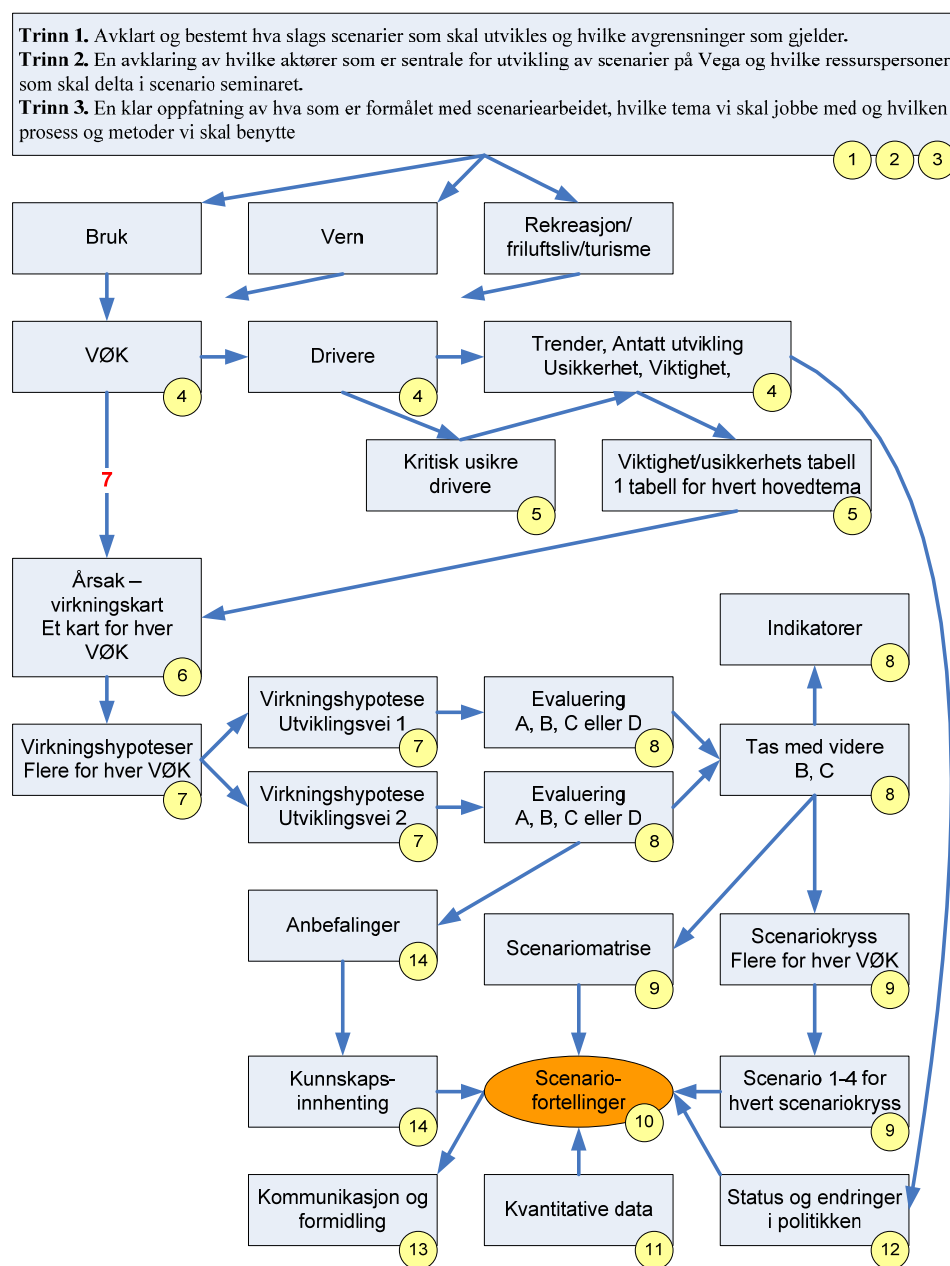 Trinn 1. Avklart og bestemt hva slags scenarier som skal utvikles og hvilke avgrensninger som gjelder.
Trinn 2. En avklaring av hvilke aktører som er sentrale for utvikling av scenarier på Vega og hvilke ressurspersoner
som skal delta i scenario seminaret.
Trinn 3. En klar oppfatning av hva som er formålet med scenariearbeidet, hvilke tema vi skal jobbe med og hvilken
prosess og metoder vi skal benytte
1 2 3
Bruk
Vern
Rekreasjon/
friluftsliv/turisme
VØK
4
Drivere
4
Trender, Antatt utvikling
Usikkerhet, Viktighet,
4
Kritisk usikre
drivere
5
Viktighet/usikkerhets tabell
1 tabell for hvert hovedtema
5
7
Årsak –
virkningskart
Et kart for hver
VØK
6
Indikatorer
8
Virkningshypoteser
Flere for hver VØK
7
Virkningshypotese
Utviklingsvei 1
7
Evaluering
A, B, C eller D
8
Tas med videre
B, C
8
Virkningshypotese
Utviklingsvei 2
7
Evaluering
A, B, C eller D
8
Anbefalinger
14
Scenariomatrise
9
Scenariokryss
Flere for hver VØK
9
Kunnskaps-
innhenting
14
Scenario-
fortellinger
10
Scenario 1-4 for
hvert scenariokryss
9
Kommunikasjon og
formidling
13
Kvantitative data
11
Status og endringer
i politikken
12